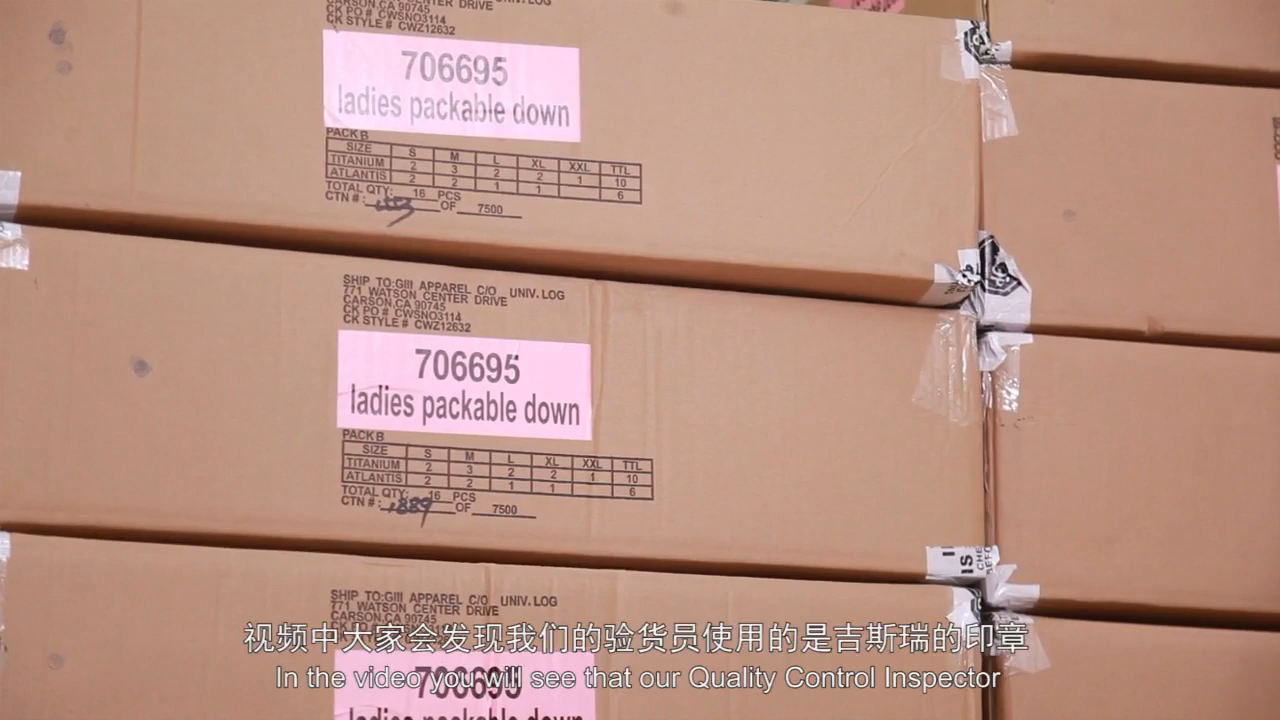 CARSON,CA 90745
CK PO # CWSNO3114
CK STYLE # CWZ12632
706695
ladies packable down
PACK B
SIZE S M L XL XXL TTL
TITANIUM 2 3 2 2 1 10
ATLANTIS 2 2 1 1 6
TOTAL QTY: 16 PCS
CTN #: OF 7500
SHIP TO:GIII APPAREL C/O UNIV.LOG
771 WATSON CENTER DRIVE
CARSON,CA 90745
CK PO # CWSNO3114
CK STYLE # CWZ12632
706695
ladies packable down
PACK B
SIZE S M L XL XXL TTL
TITANIUM 2 3 2 2 1 10
ATLANTIS 2 2 1 1 6
TOTAL QTY: 16 PCS
CTN #: 1889 OF 7500
IS
SHIP TO:GIII APPAREL C/O UNIV.LOG
771 WATSON CENTER DRIVE
CARSON,CA 90745
视频中大家会发现我们的验货员使用的是吉斯瑞的印章
706695
In the video you will see that our Quality Control Inspector
ladies packable down